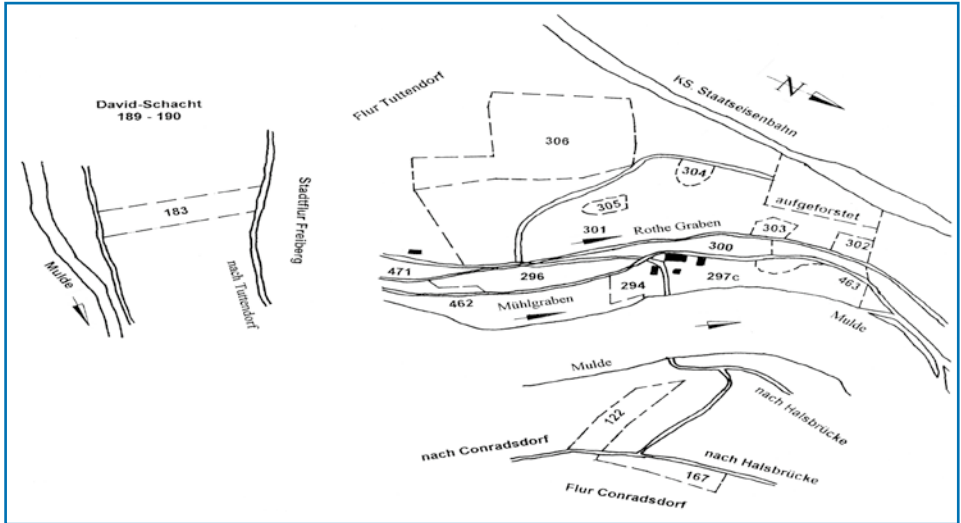 David-Schacht
189 - 190
183
Mulde
Stadtflur Freiberg
nach Tuttendorf
Flur Tuttendorf
KS. Staatseisenbahn
N
306
304
305
301
Rothe Graben
aufgeforstet
303
302
300
471
296
462
Mühlgraben
294
297c
463
Mulde
Mulde
nach Halsbrücke
122
nach Conradsdorf
nach Halsbrücke
167
Flur Conradsdorf